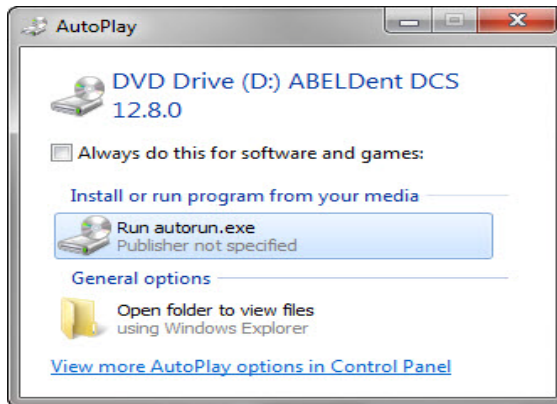 AutoPlay
DVD Drive (D:) ABELDent DCS
12.8.0
Always do this for software and games:
Install or run program from your media
Run autorun.exe
Publisher not specified
General options
Open folder to view files
using Windows Explorer
View more AutoPlay options in Control Panel